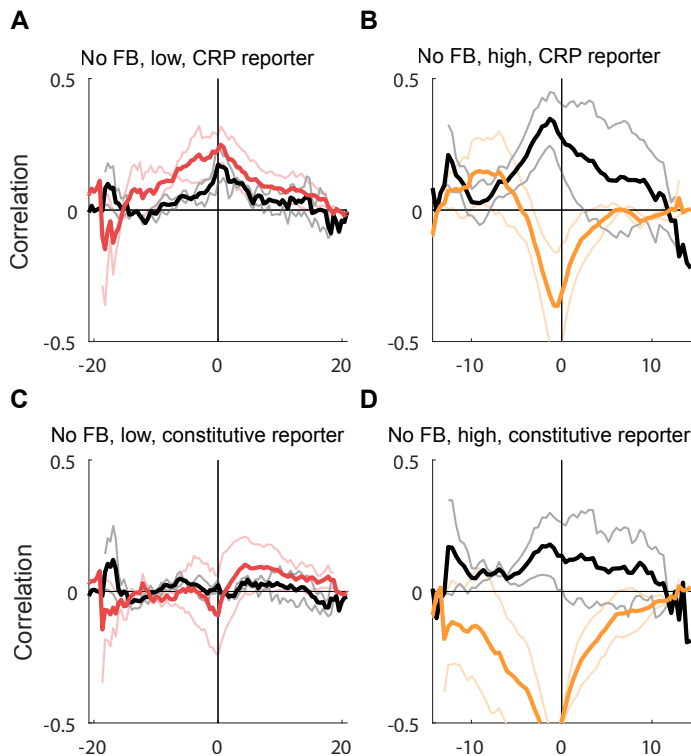 A
No FB, low, CRP reporter
0.5
0
-0.5
Correlation
-20
0
20
B
No FB, high, CRP reporter
0.5
0
-0.5
-10
0
10
C
No FB, low, constitutive reporter
0.5
0
-0.5
Correlation
-20
0
20
D
No FB, high, constitutive reporter
0.5
0
-0.5
-10
0
10